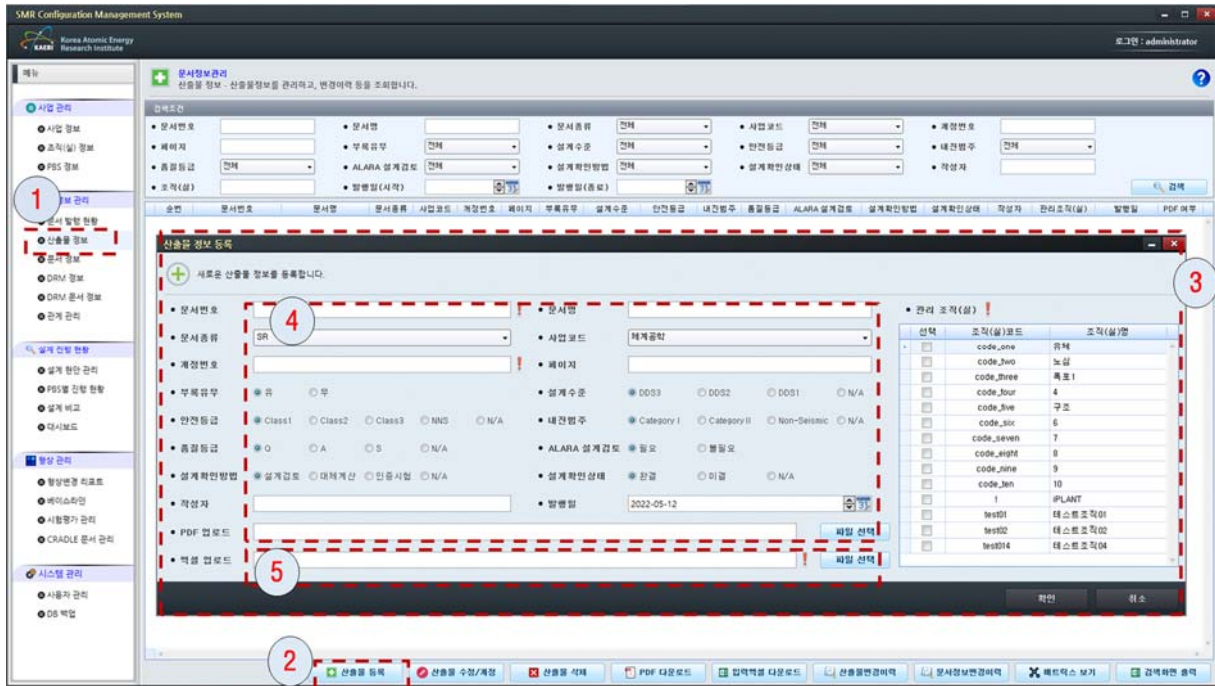 SMR Configuration Management System
KAERI Korea Atomic Energy Research Institute
로그인 : administrator
메뉴
문서정보관리
산출물 정보 - 산출물정보를 관리하고, 변경이력 등을 조회합니다.
사업 관리
사업 정보
조직(실) 정보
PBS 정보
1
정보 관리
문서 발행 현황
산출물 정보
문서 정보
DRM 정보
DRM 문서 정보
관계 관리
설계 진행 현황
설계 현안 관리
PBS별 진행 현황
설계 비교
대시보드
형상 관리
형상변경 리포트
베이스라인
시험평가 관리
CRADLE 문서 관리
시스템 관리
사용자 관리
DB 백업
검색조건
문서번호 문서명 문서종류 전체 사업코드 전체 계정번호
페이지 부록유무 전체 설계수준 전체 안전등급 전체 내진범주 전체
품질등급 전체 ALARA 설계검토 전체 설계확인방법 전체 설계확인상태 전체 작성자
조직(실) 발행일(시작) 발행일(종료) 검색
순번 문서번호 문서명 문서종류 사업코드 계정번호 페이지 부록유무 설계수준 안전등급 내진범주 품질등급 ALARA 설계검토 설계확인방법 설계확인상태 작성자 관리조직(실) 발행일 PDF 여부
산출물 정보 등록
새로운 산출물 정보를 등록합니다.
3
4
문서번호 ! 문서명
문서종류 SR 사업코드 체계공학
계정번호 ! 페이지
부록유무 유 무 설계수준 DDS3 DDS2 DDS1 N/A
안전등급 Class1 Class2 Class3 NNS N/A 내진범주 Category I Category II Non-Seismic N/A
품질등급 Q A S N/A ALARA 설계검토 필요 불필요
설계확인방법 설계검토 대체계산 인증시험 N/A 설계확인상태 완결 미결 N/A
작성자 발행일 2022-05-12
PDF 업로드 파일 선택
엑셀 업로드 ! 파일 선택
5
관리 조직(실) !
선택 조직(실)코드 조직(실)명
code_one 유체
code_two 노심
code_three 폭포1
code_four 4
code_five 구조
code_six 6
code_seven 7
code_eight 8
code_nine 9
code_ten 10
1 iPLANT
test01 테스트조직01
test02 테스트조직02
test014 테스트조직04
확인 취소
2
산출물 등록 산출물 수정/개정 산출물 삭제 PDF 다운로드 입력엑셀 다운로드 산출물변경이력 문서정보변경이력 매트릭스 보기 검색화면 출력